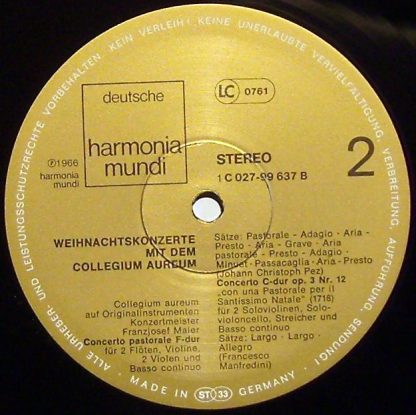 ALLE URHEBER- UND LEISTUNGSSCHUTZRECHTE VORBEHALTEN · KEIN VERLEIH! · KEINE UNERLAUBTE VERVIELFÄLTIGUNG, VERBREITUNG, AUFFÜHRUNG, SENDUNG!
LC 0761
deutsche
harmonia
mundi
℗1966
harmonia
mundi
STEREO
1 C 027-99 637 B
2
WEIHNACHTSKONZERTE
MIT DEM
COLLEGIUM AUREUM
Collegium aureum
auf Originalinstrumenten
Konzertmeister
Franzjosef Maier
Concerto pastorale F-dur
für 2 Flöten, Violine,
2 Violen und
Basso continuo
Sätze: Pastorale - Adagio - Aria -
Presto - Aria - Grave - Aria
pastorale - Presto - Adagio -
Minuet - Passacaglia - Aria - Presto
(Johann Christoph Pez)
Concerto C-dur op. 3 Nr. 12
„con una Pastorale per il
Santissimo Natale" (1718)
für 2 Soloviolinen, Solo-
violoncello, Streicher und
Basso continuo
Sätze: Largo - Largo -
Allegro
(Francesco
Manfredini)
MADE IN ST 33 GERMANY